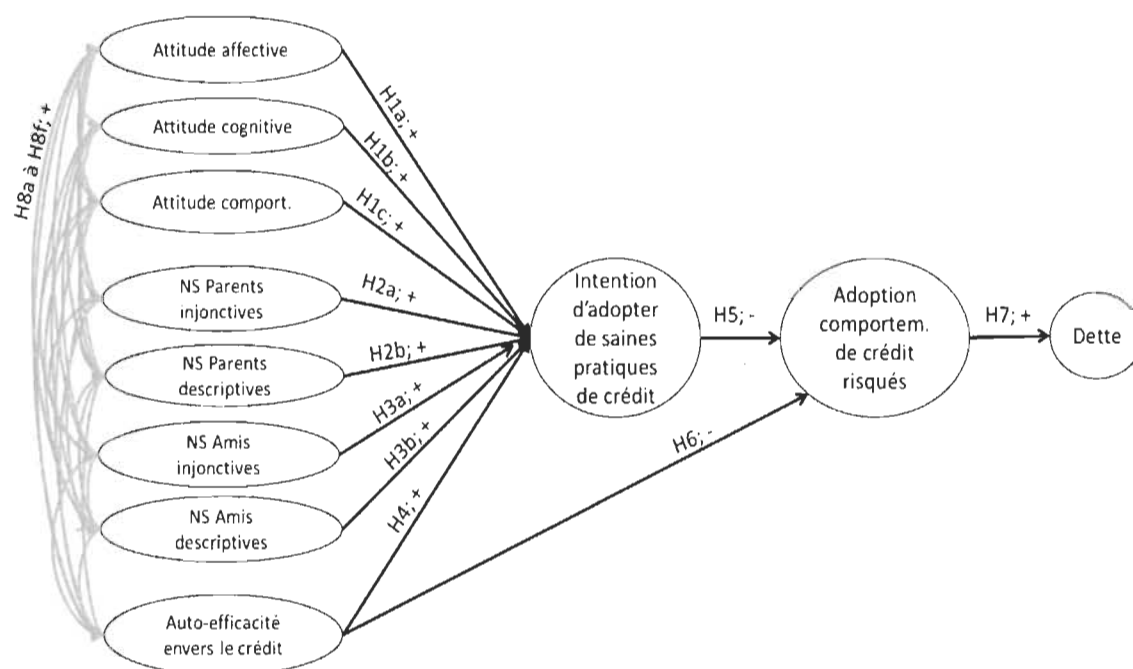 Attitude affective
Attitude cognitive
Attitude comport.
NS Parents
injonctives
NS Parents
descriptives
NS Amis
injonctives
NS Amis
descriptives
Auto-efficacité
envers le crédit
H8a à H8f; +
H1a; +
H1b; +
H1c; +
H2a; +
H2b; +
H3a; +
H3b; +
H4; +
Intention
d'adopter
de saines
pratiques
de crédit
H5; -
H6; -
Adoption
comportem.
de crédit
risqués
H7; +
Dette